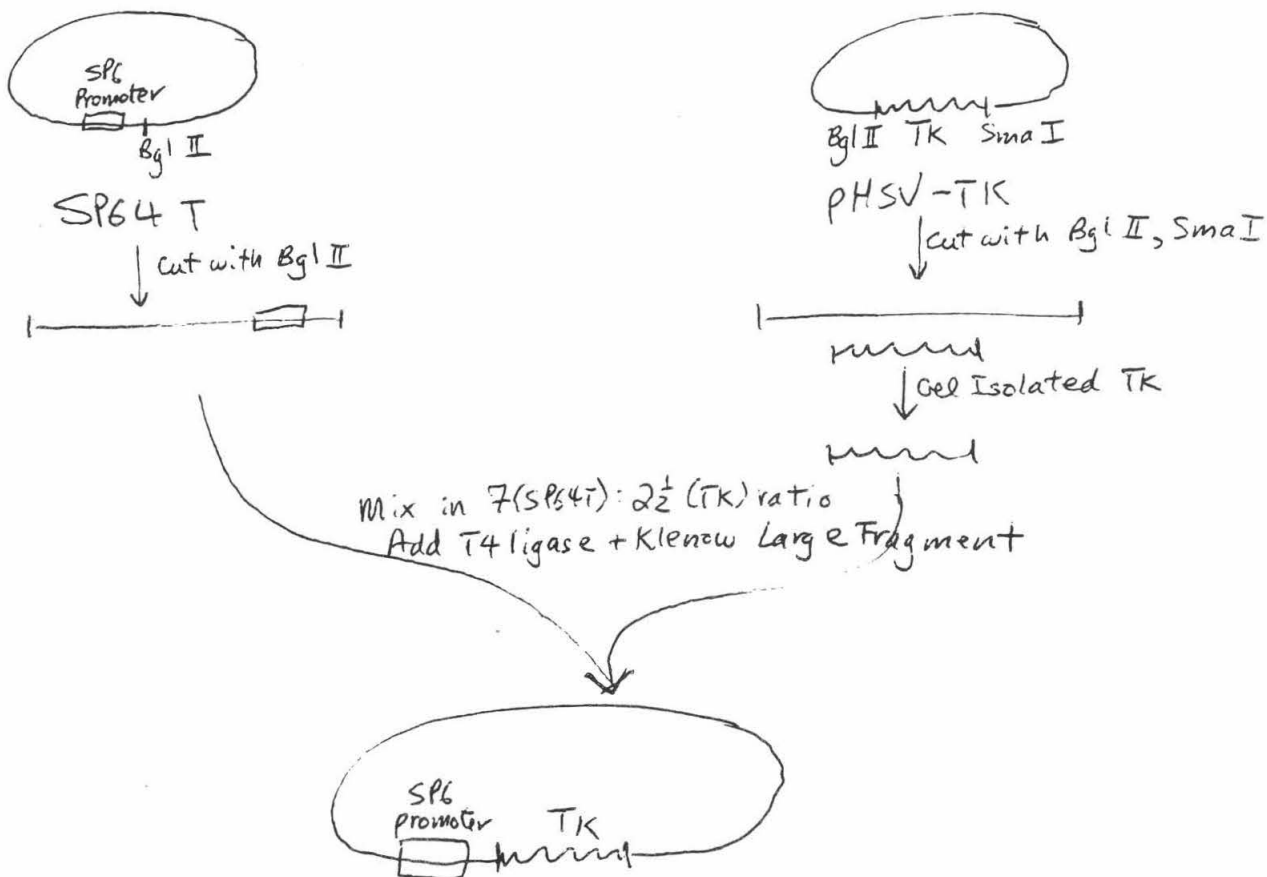 SP6
Promoter
Bgl II
SP64 T
Cut with Bgl II
Bgl II TK Sma I
pHSV-TK
Cut with Bgl II, Sma I
Gel Isolated TK
Mix in 7(SP64T): 2½ (TK) ratio
Add T4 ligase + Klenow Large Fragment
SP6
promoter
TK